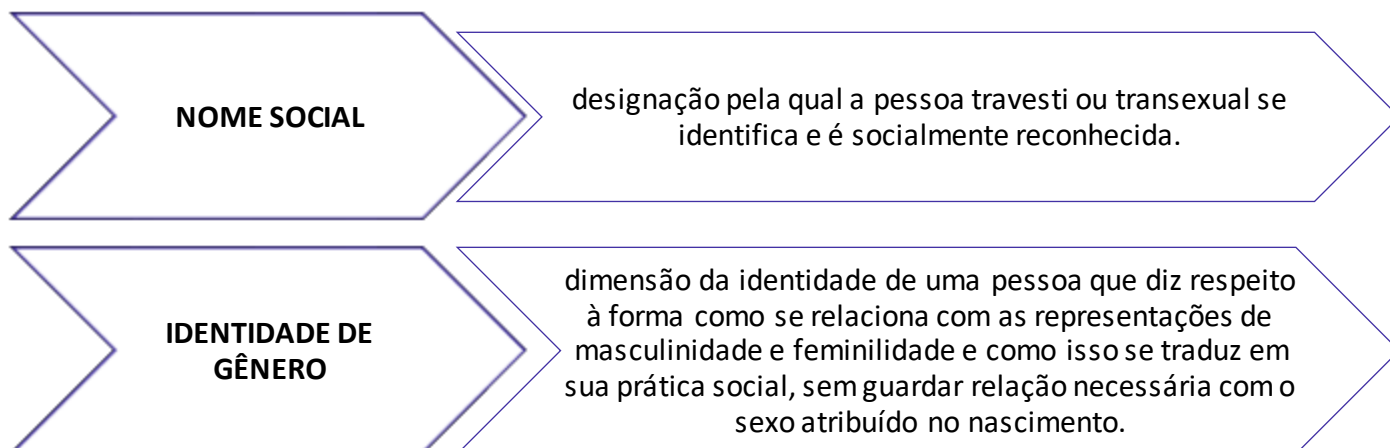 NOME SOCIAL
designação pela qual a pessoa travesti ou transexual se
identifica e é socialmente reconhecida.
IDENTIDADE DE
GÊNERO
dimensão da identidade de uma pessoa que diz respeito
à forma como se relaciona com as representações de
masculinidade e feminilidade e como isso se traduz em
sua prática social, sem guardar relação necessária com o
sexo atribuído no nascimento.